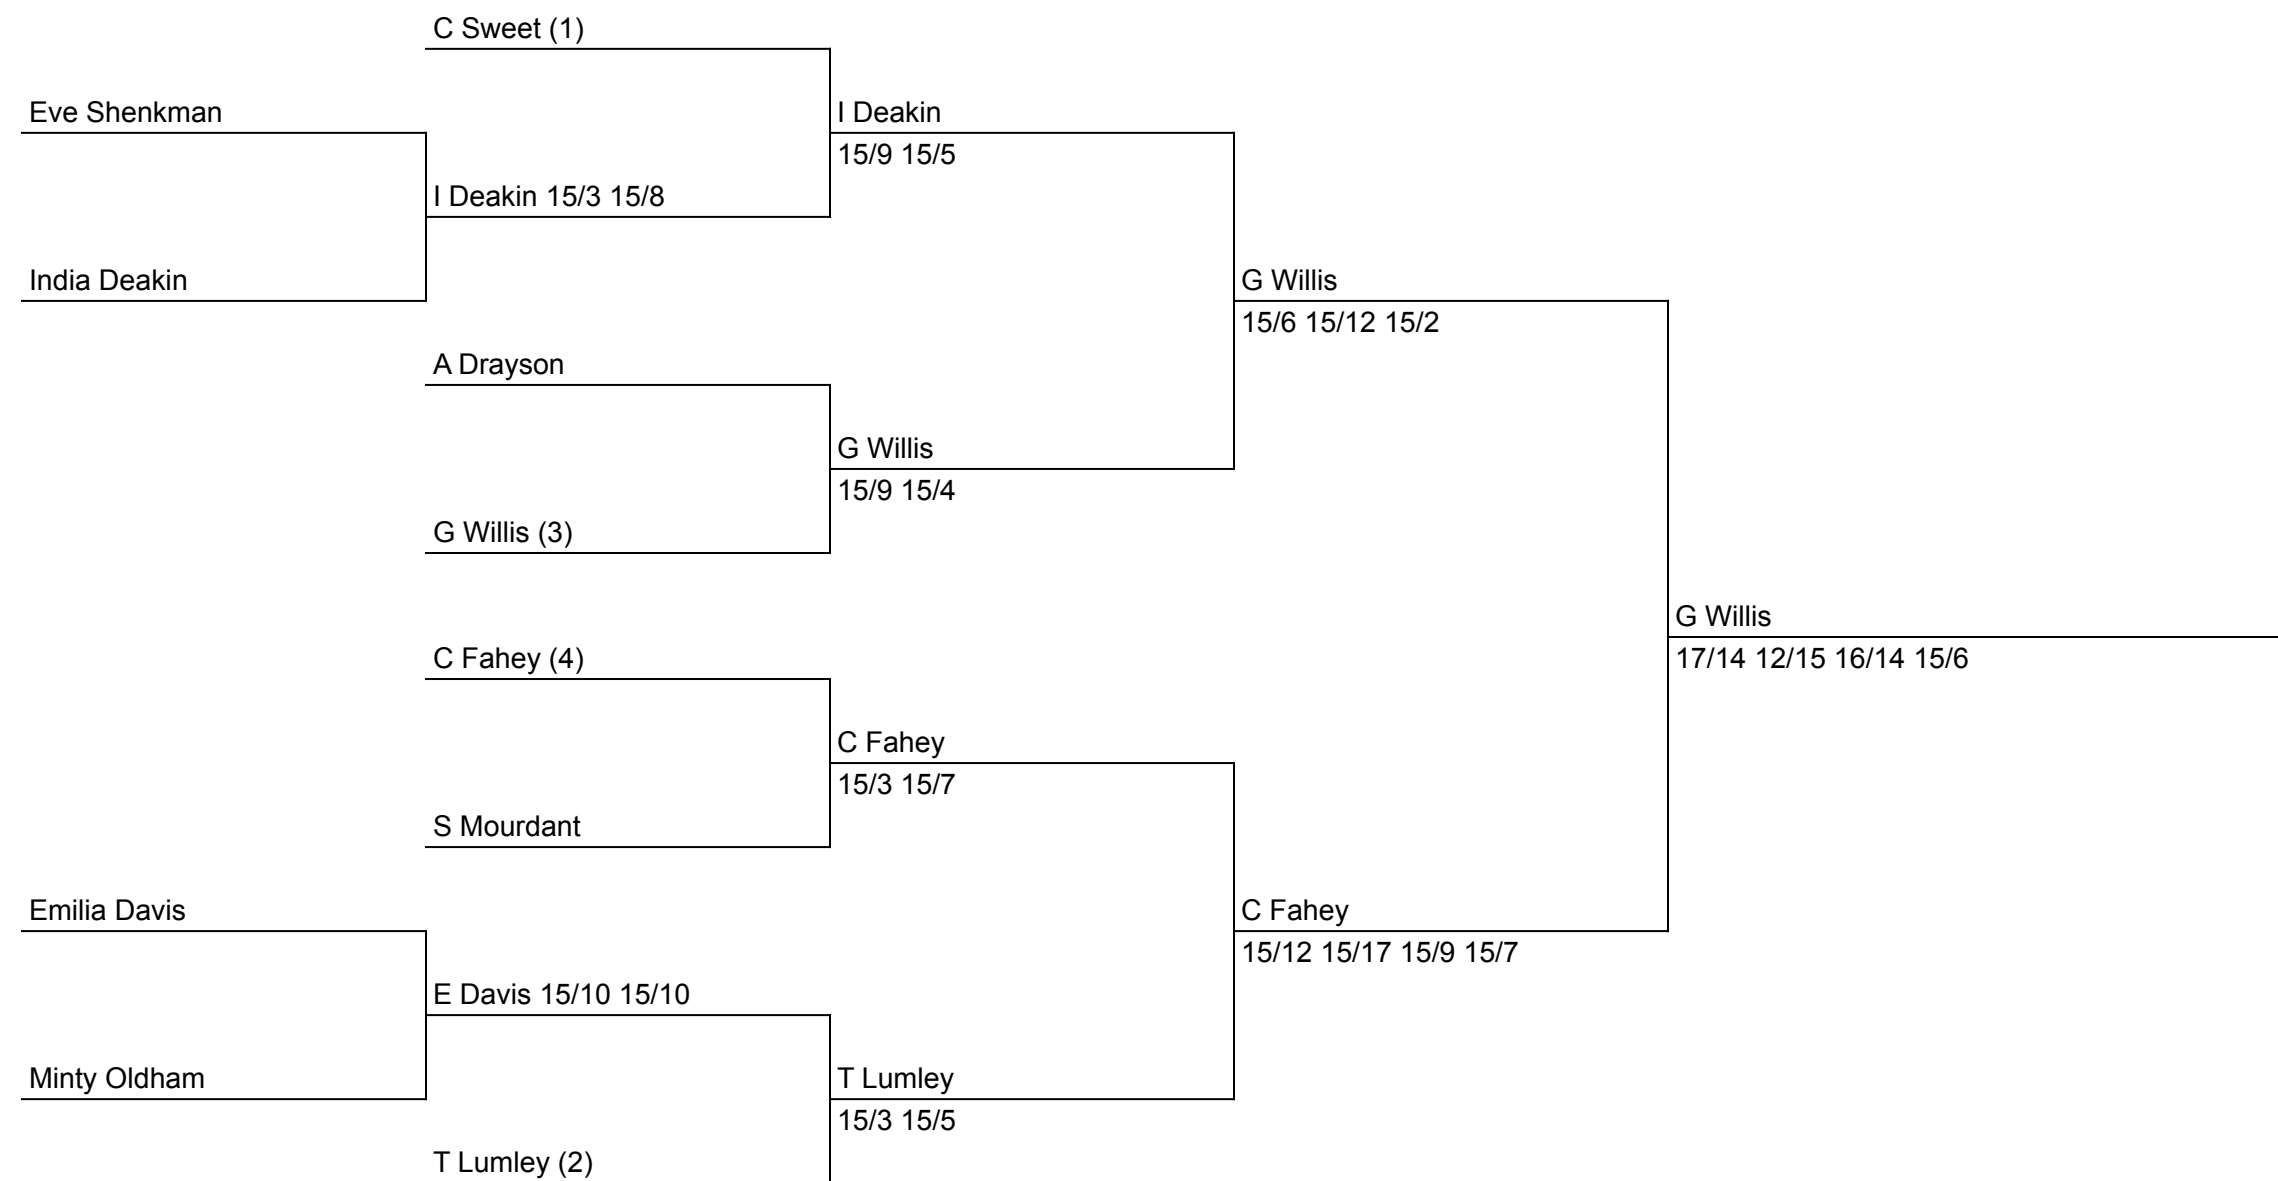 C Sweet (1)
Eve Shenkman
I Deakin
15/9 15/5
I Deakin 15/3 15/8
India Deakin
G Willis
15/6 15/12 15/2
A Drayson
G Willis
15/9 15/4
G Willis (3)
G Willis
17/14 12/15 16/14 15/6
C Fahey (4)
C Fahey
15/3 15/7
S Mourdant
Emilia Davis
C Fahey
15/12 15/17 15/9 15/7
E Davis 15/10 15/10
Minty Oldham
T Lumley
15/3 15/5
T Lumley (2)